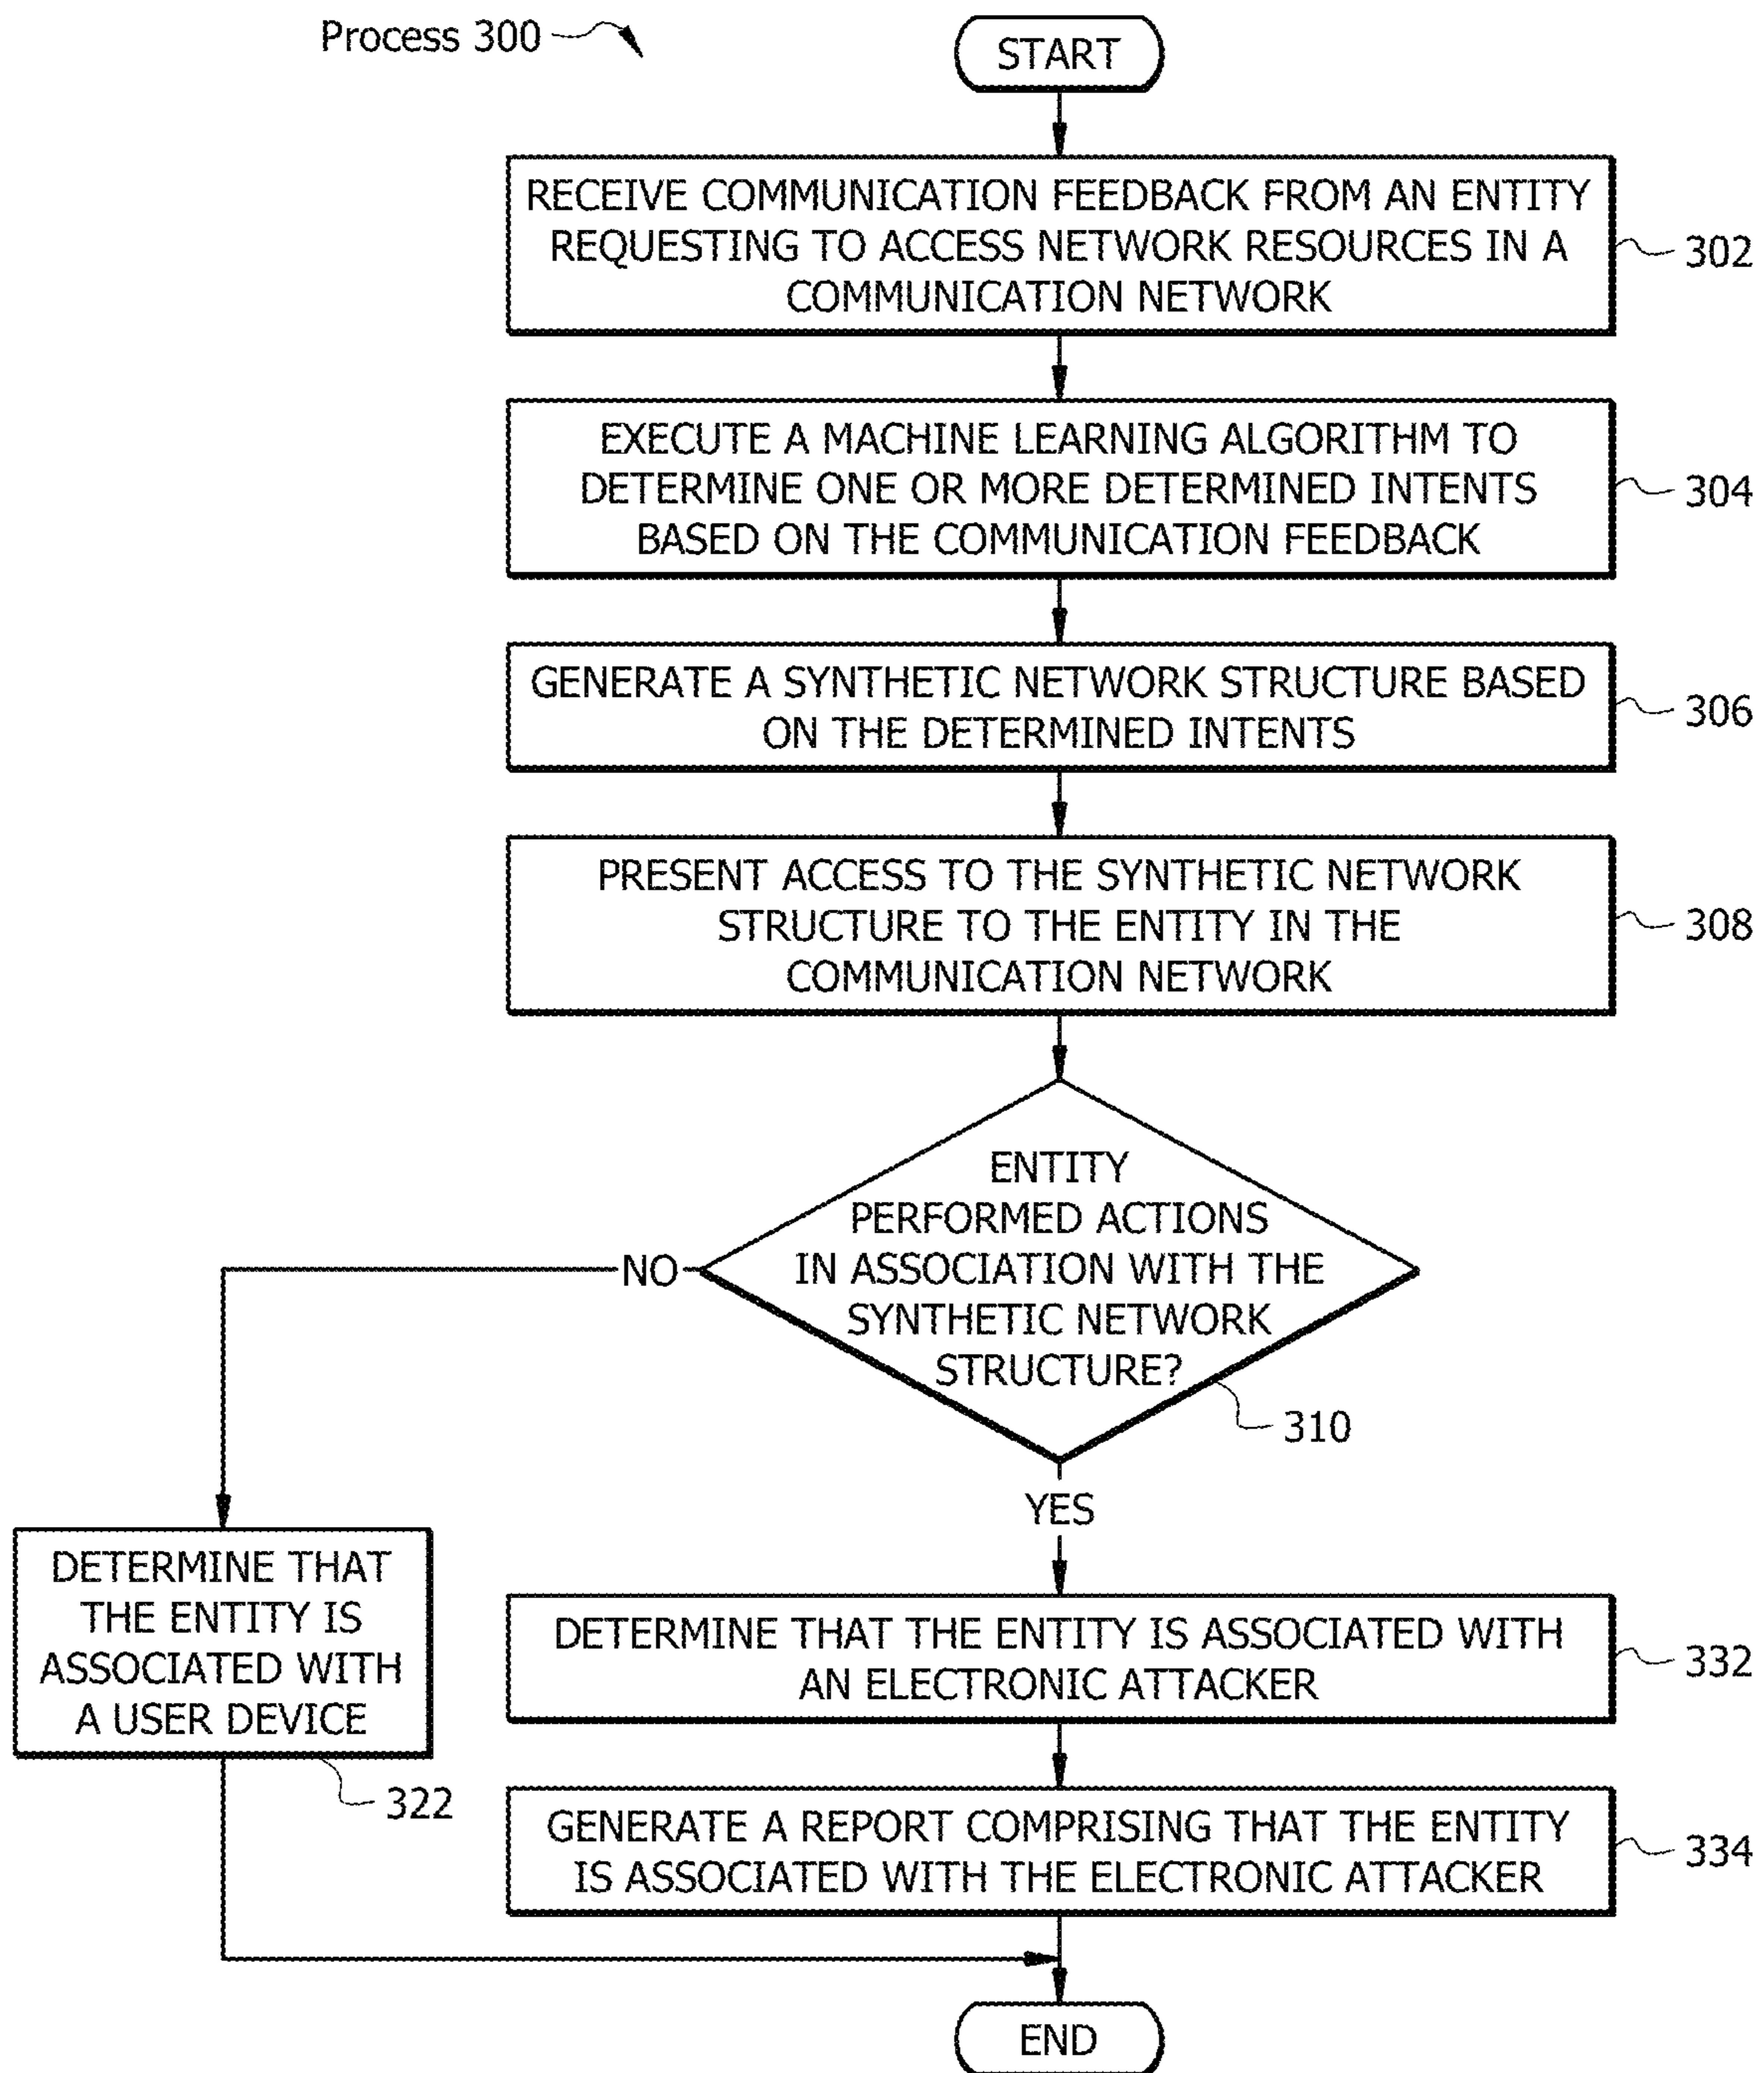 Process 300
START
RECEIVE COMMUNICATION FEEDBACK FROM AN ENTITY
REQUESTING TO ACCESS NETWORK RESOURCES IN A
COMMUNICATION NETWORK
302
EXECUTE A MACHINE LEARNING ALGORITHM TO
DETERMINE ONE OR MORE DETERMINED INTENTS
BASED ON THE COMMUNICATION FEEDBACK
304
GENERATE A SYNTHETIC NETWORK STRUCTURE BASED
ON THE DETERMINED INTENTS
306
PRESENT ACCESS TO THE SYNTHETIC NETWORK
STRUCTURE TO THE ENTITY IN THE
COMMUNICATION NETWORK
308
ENTITY
PERFORMED ACTIONS
IN ASSOCIATION WITH THE
SYNTHETIC NETWORK
STRUCTURE?
310
NO
YES
DETERMINE THAT
THE ENTITY IS
ASSOCIATED WITH
A USER DEVICE
322
DETERMINE THAT THE ENTITY IS ASSOCIATED WITH
AN ELECTRONIC ATTACKER
332
GENERATE A REPORT COMPRISING THAT THE ENTITY
IS ASSOCIATED WITH THE ELECTRONIC ATTACKER
334
END